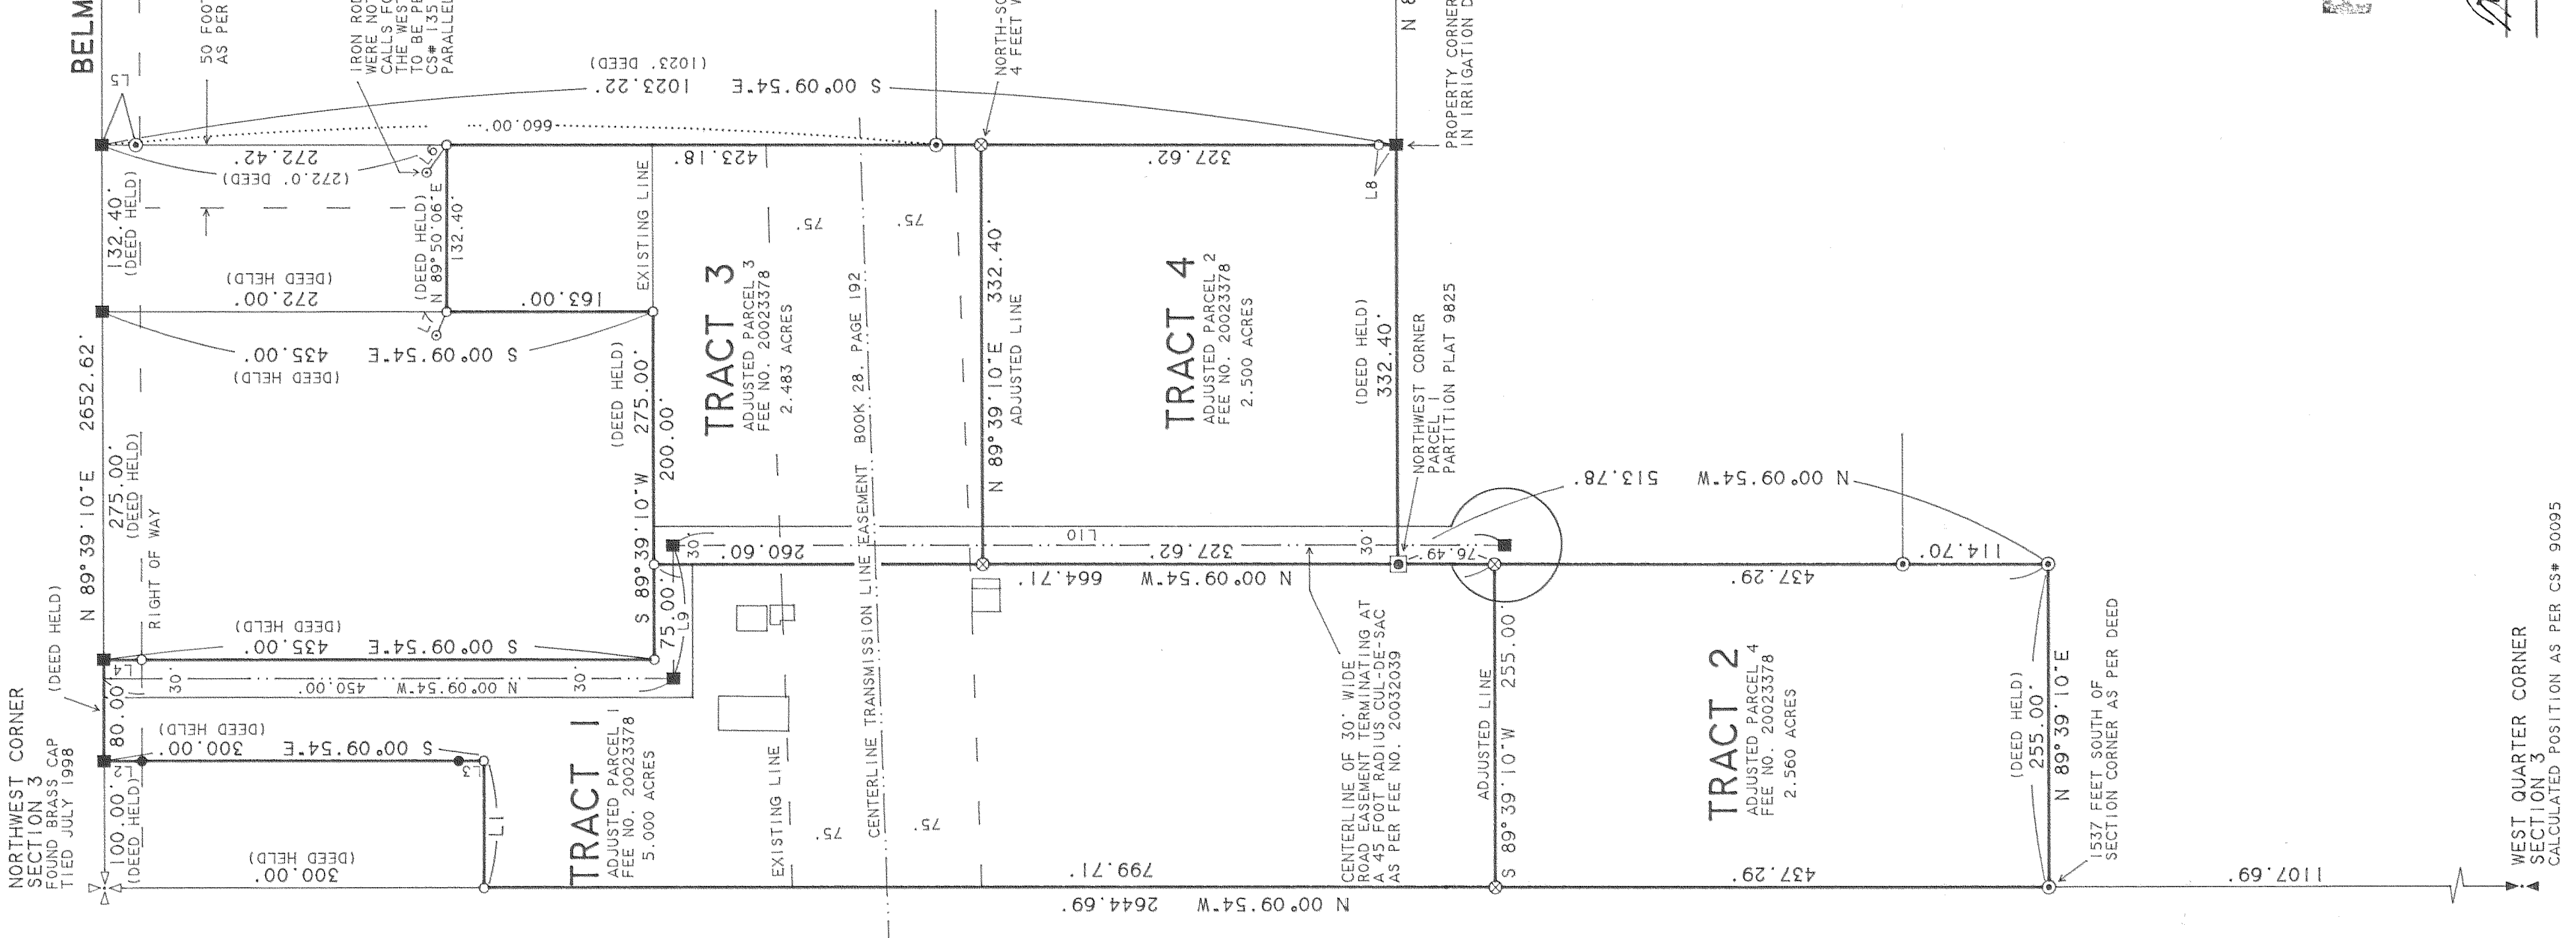 NORTHWEST CORNER
SECTION 3
FOUND BRASS CAP
TIED JULY 1998
(DEED HELD)
N 89°39'10"E 2652.62'
100.00'
(DEED HELD)
80.00'
275.00'
(DEED HELD)
RIGHT OF WAY
132.40'
(DEED HELD)
BELM
L5
50 FOOT
AS PER
IRON ROD
WERE NOT
CALLS FO
THE WEST
TO BE PE
CS# 135
PARALLEL
300.00'
(DEED HELD)
S 00°09'54"E 300.00'
(DEED HELD)
L2
L3
L1
L4
30'
N 00°09'54"W 450.00'
30'
S 00°09'54"E 435.00'
(DEED HELD)
S 00°09'54"E 435.00'
(DEED HELD)
272.00'
(DEED HELD)
272.42'
(272.0' DEED)
L6
L7
(DEED HELD)
N 89°50'06"E
132.40'
163.00'
EXISTING LINE
423.18'
660.00'
S 00°09'54"E 1023.22'
(1023' DEED)
NORTH-SO
4 FEET W
TRACT 1
ADJUSTED PARCEL 1
FEE NO. 20023378
5.000 ACRES
S 89°39'10"W 275.00'
(DEED HELD)
75.00'
200.00'
L9
30'
260.60'
TRACT 3
ADJUSTED PARCEL 3
FEE NO. 20023378
2.483 ACRES
EXISTING LINE
75'
75'
CENTERLINE TRANSMISSION LINE EASEMENT BOOK 28. PAGE 192
75'
75'
N 89°39'10"E 332.40'
ADJUSTED LINE
327.62'
TRACT 4
ADJUSTED PARCEL 2
FEE NO. 20023378
2.500 ACRES
L10
327.62'
N 00°09'54"W 664.71'
30'
(DEED HELD)
332.40'
L8
N 8
PROPERTY CORNER
IN IRRIGATION D
NORTHWEST CORNER
PARCEL 1
PARTITION PLAT 9825
76.49'
N 00°09'54"W 513.78'
CENTERLINE OF 30' WIDE
ROAD EASEMENT TERMINATING AT
A 45 FOOT RADIUS CUL-DE-SAC
AS PER FEE NO. 20032039
799.71'
N 00°09'54"W 2644.69'
ADJUSTED LINE
S 89°39'10"W 255.00'
437.29'
114.70'
TRACT 2
ADJUSTED PARCEL 4
FEE NO. 20023378
2.560 ACRES
437.29'
(DEED HELD)
255.00'
N 89°39'10"E
1537 FEET SOUTH OF
SECTION CORNER AS PER DEED
1107.69'
WEST QUARTER CORNER
SECTION 3
CALCULATED POSITION AS PER CS# 90095